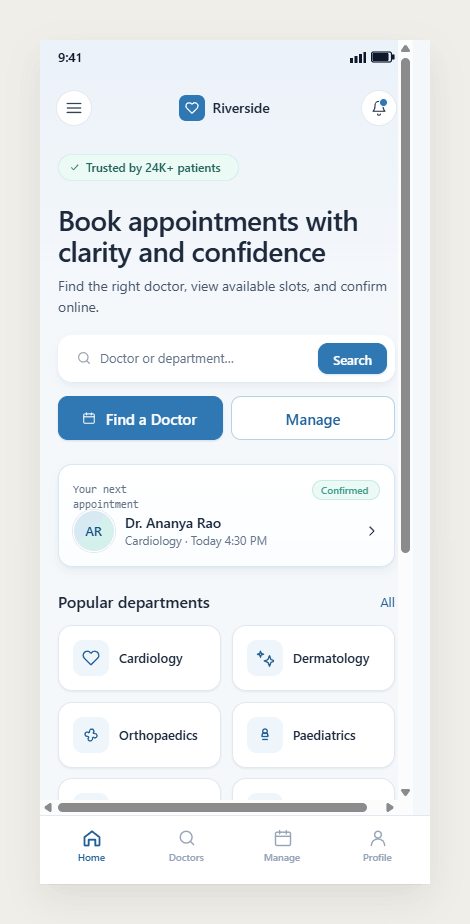 9:41
Riverside
Trusted by 24K+ patients
Book appointments with
clarity and confidence
Find the right doctor, view available slots, and confirm
online.
Doctor or department...
Search
Find a Doctor
Manage
Your next
appointment
Confirmed
AR
Dr. Ananya Rao
Cardiology · Today 4:30 PM
Popular departments
All
Cardiology
Dermatology
Orthopaedics
Paediatrics
Home
Doctors
Manage
Profile